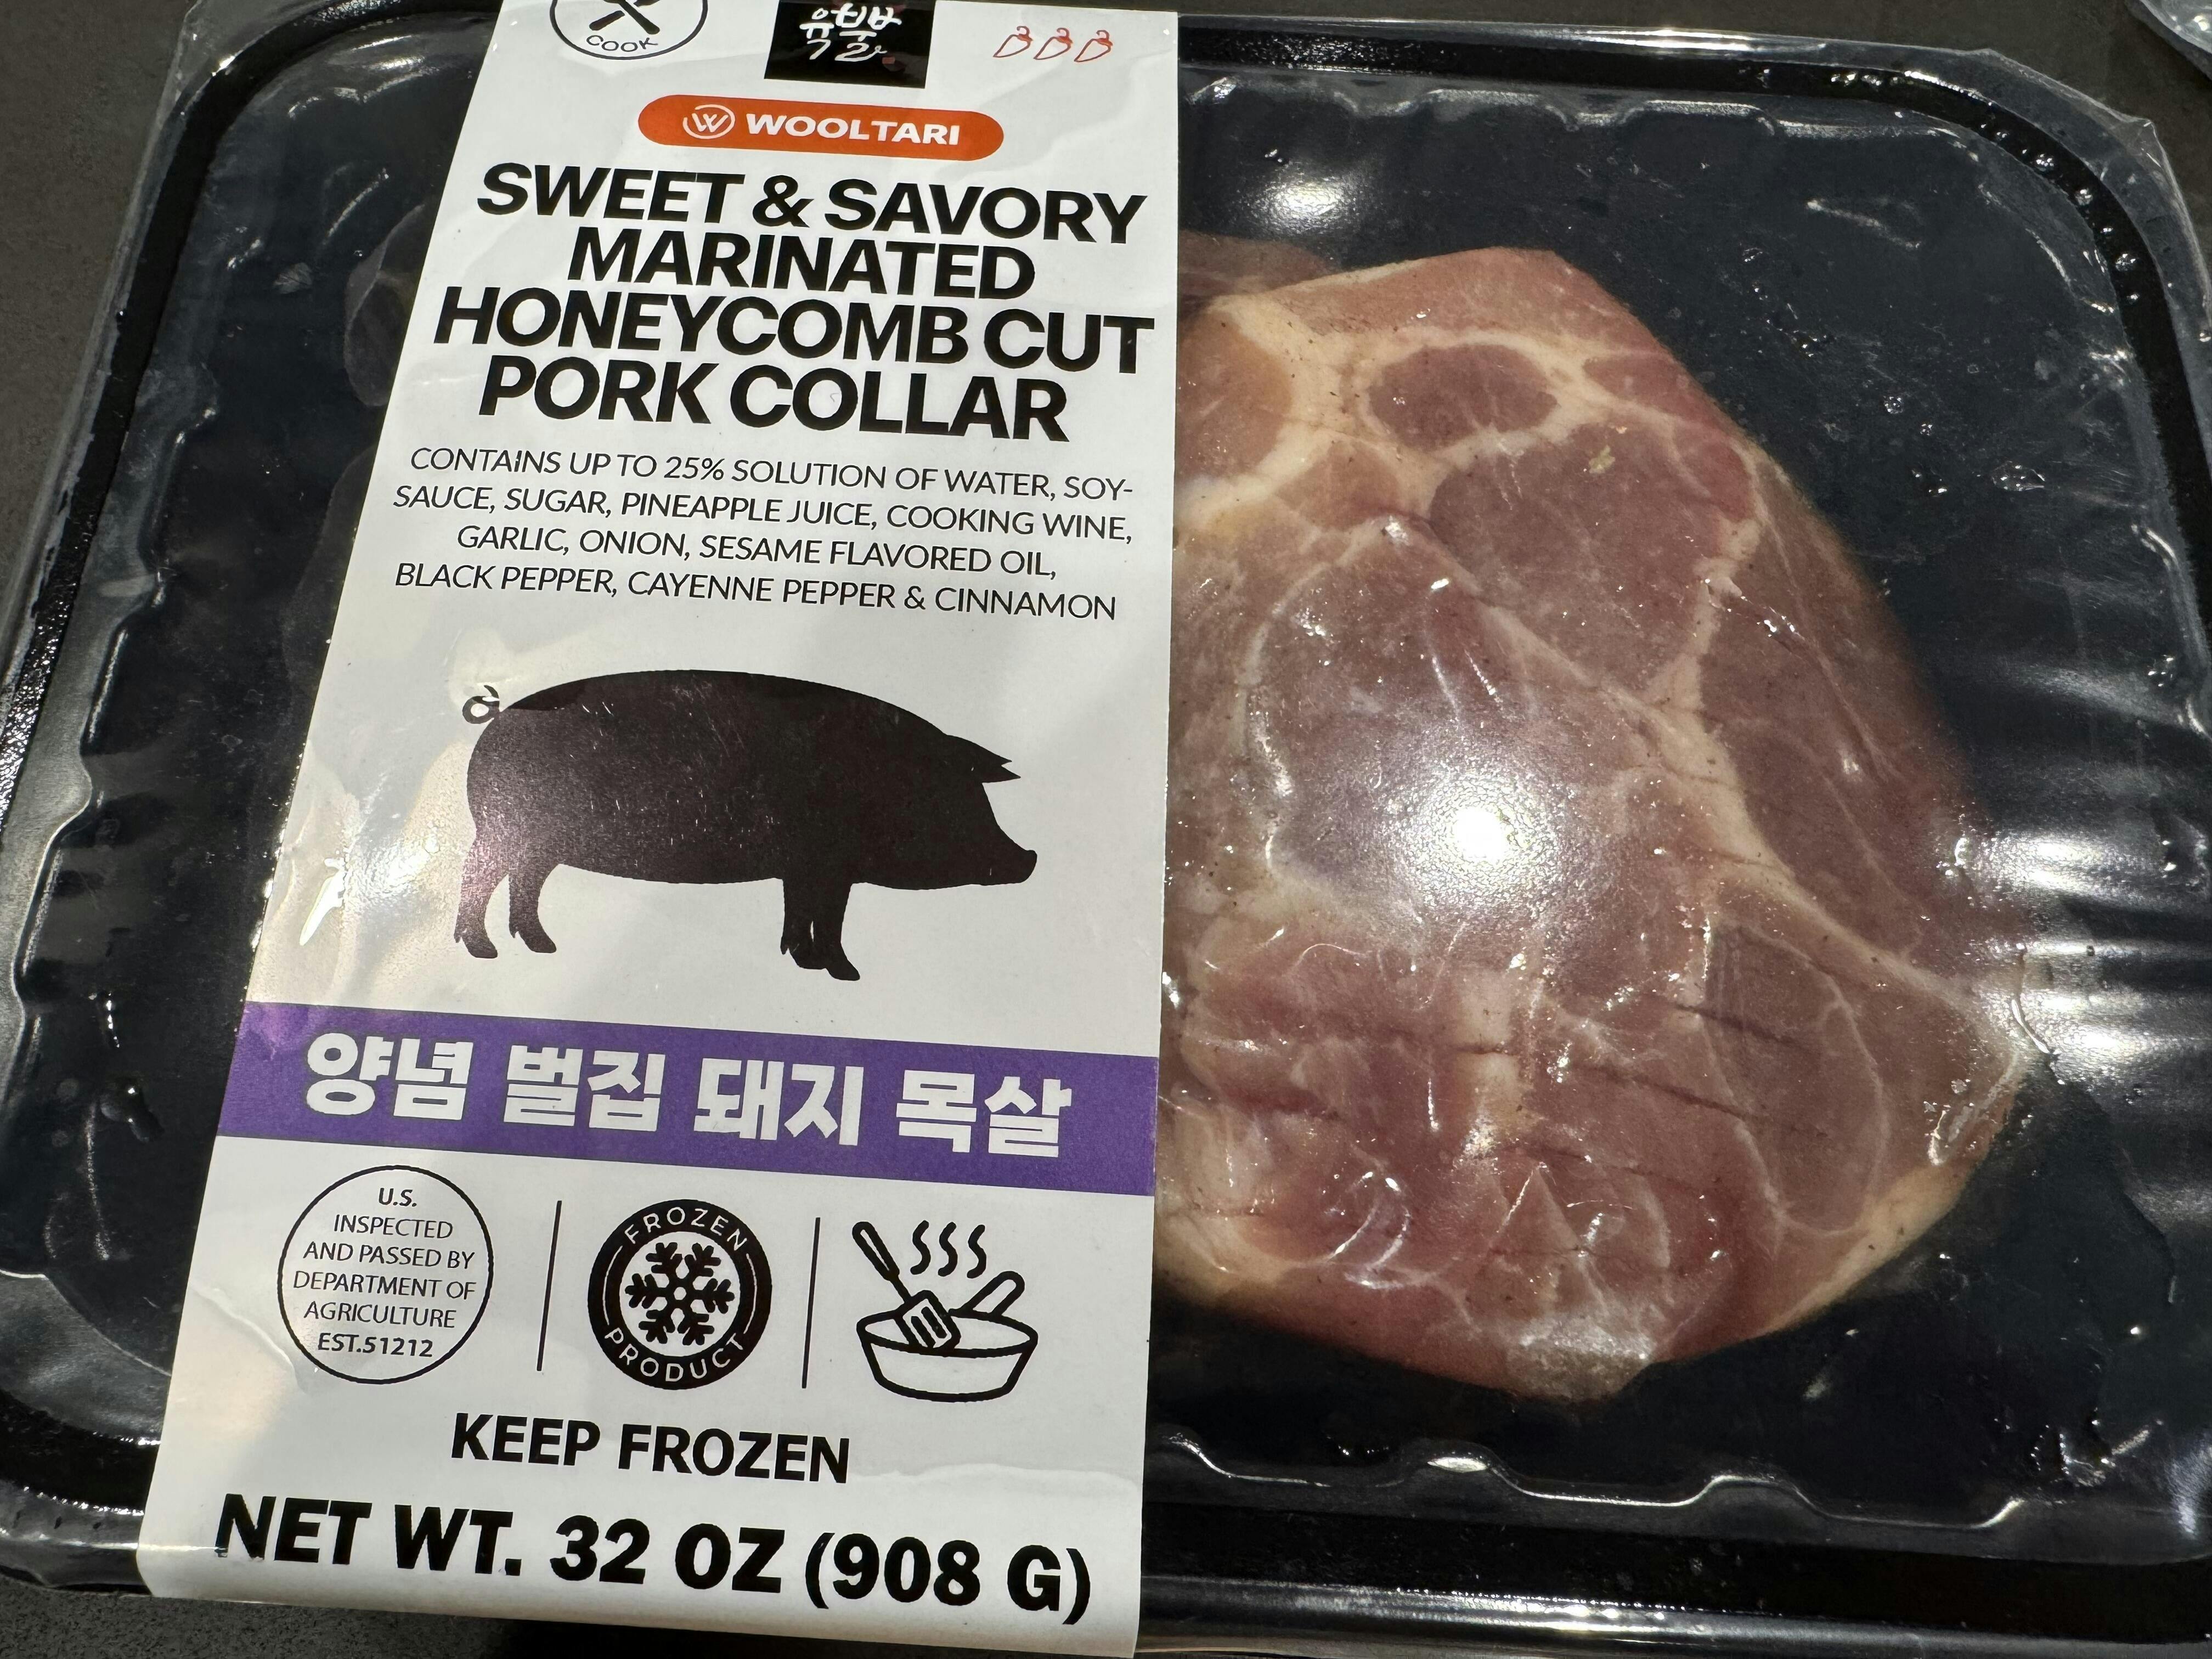 COOK
육부
WOOLTARI
SWEET & SAVORY
MARINATED
HONEYCOMB CUT
PORK COLLAR
CONTAINS UP TO 25% SOLUTION OF WATER, SOY-
SAUCE, SUGAR, PINEAPPLE JUICE, COOKING WINE,
GARLIC, ONION, SESAME FLAVORED OIL,
BLACK PEPPER, CAYENNE PEPPER & CINNAMON
양념 벌집 돼지 목살
U.S.
INSPECTED
AND PASSED BY
DEPARTMENT OF
AGRICULTURE
EST.51212
FROZEN
PRODUCT
KEEP FROZEN
NET WT. 32 OZ (908 G)